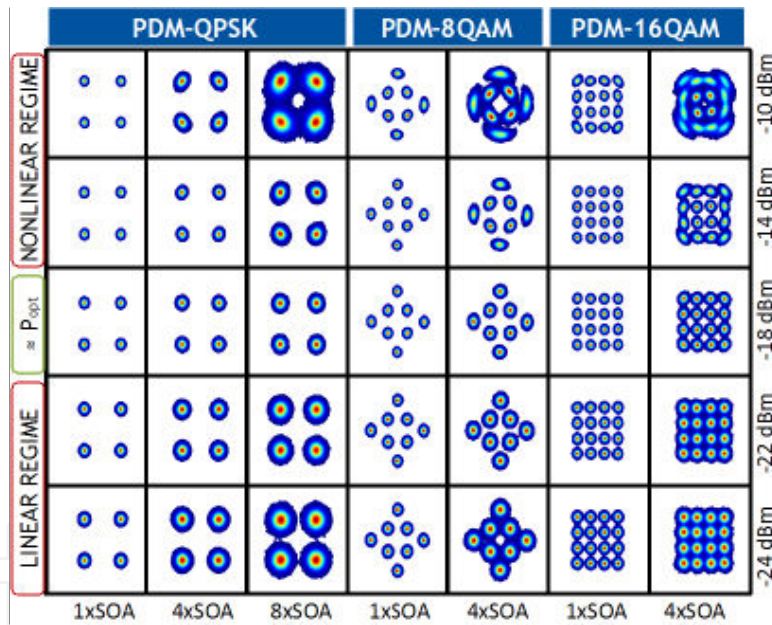 PDM-QPSK PDM-8QAM PDM-16QAM
NONLINEAR REGIME
≈ Popt
LINEAR REGIME
-10 dBm
-14 dBm
-18 dBm
-22 dBm
-24 dBm
1xSOA 4xSOA 8xSOA 1xSOA 4xSOA 1xSOA 4xSOA